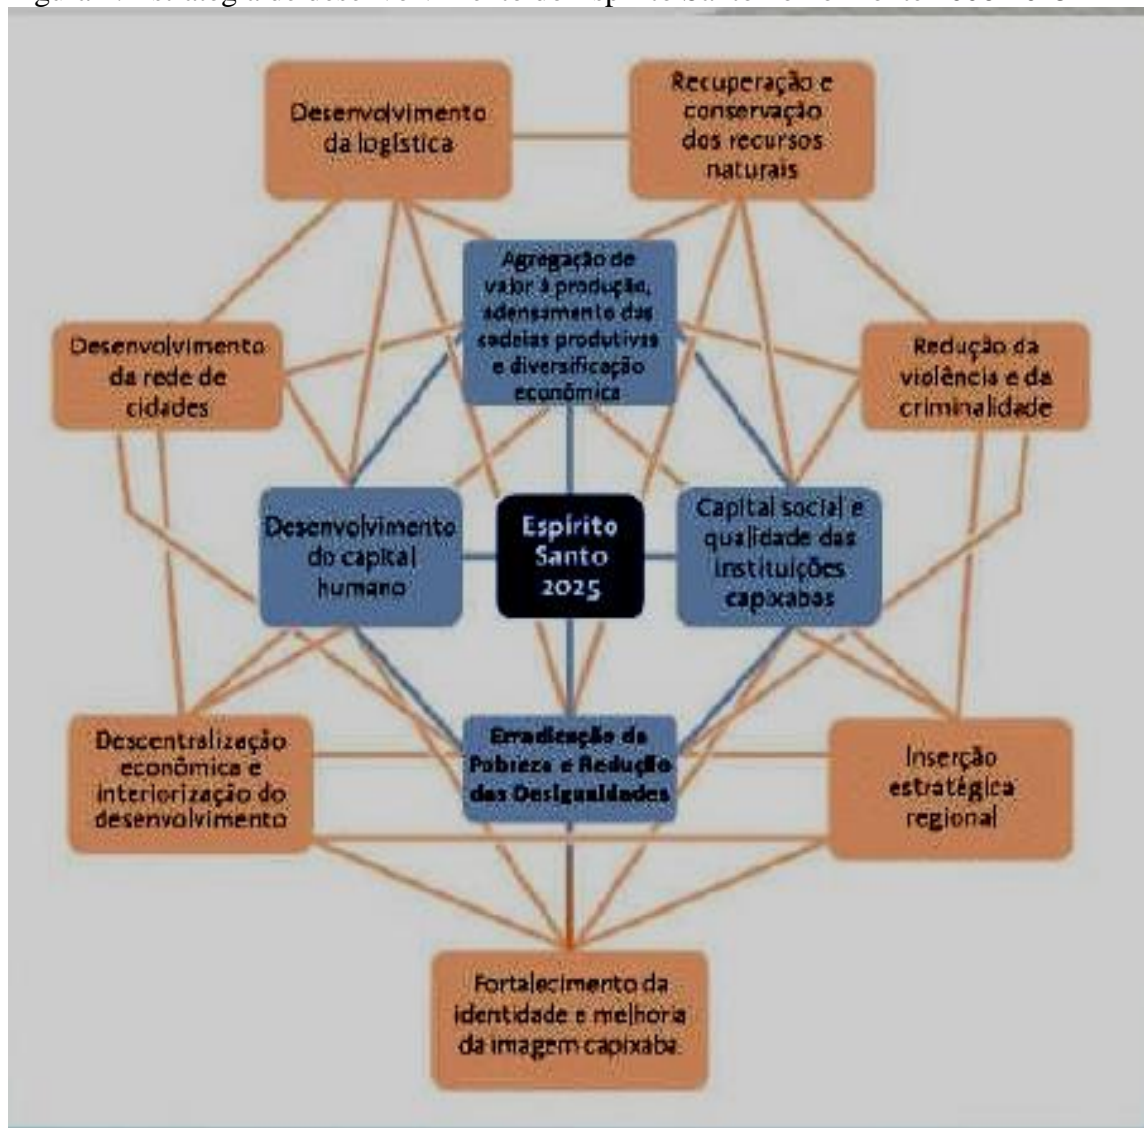 Desenvolvimento
da logística
Recuperação e
conservação
dos recursos
naturais
Agregação de
valor à produção,
adensamento das
cadeias produtivas
e diversificação
econômica
Desenvolvimento
da rede de
cidades
Redução da
violência e da
criminalidade
Desenvolvimento
do capital
humano
Espírito
Santo
2025
Capital social e
qualidade das
instituições
capixabas
Descentralização
econômica e
interiorização do
desenvolvimento
Erradicação da
Pobreza e Redução
das Desigualdades
Inserção
estratégica
regional
Fortalecimento da
identidade e melhoria
da imagem capixaba